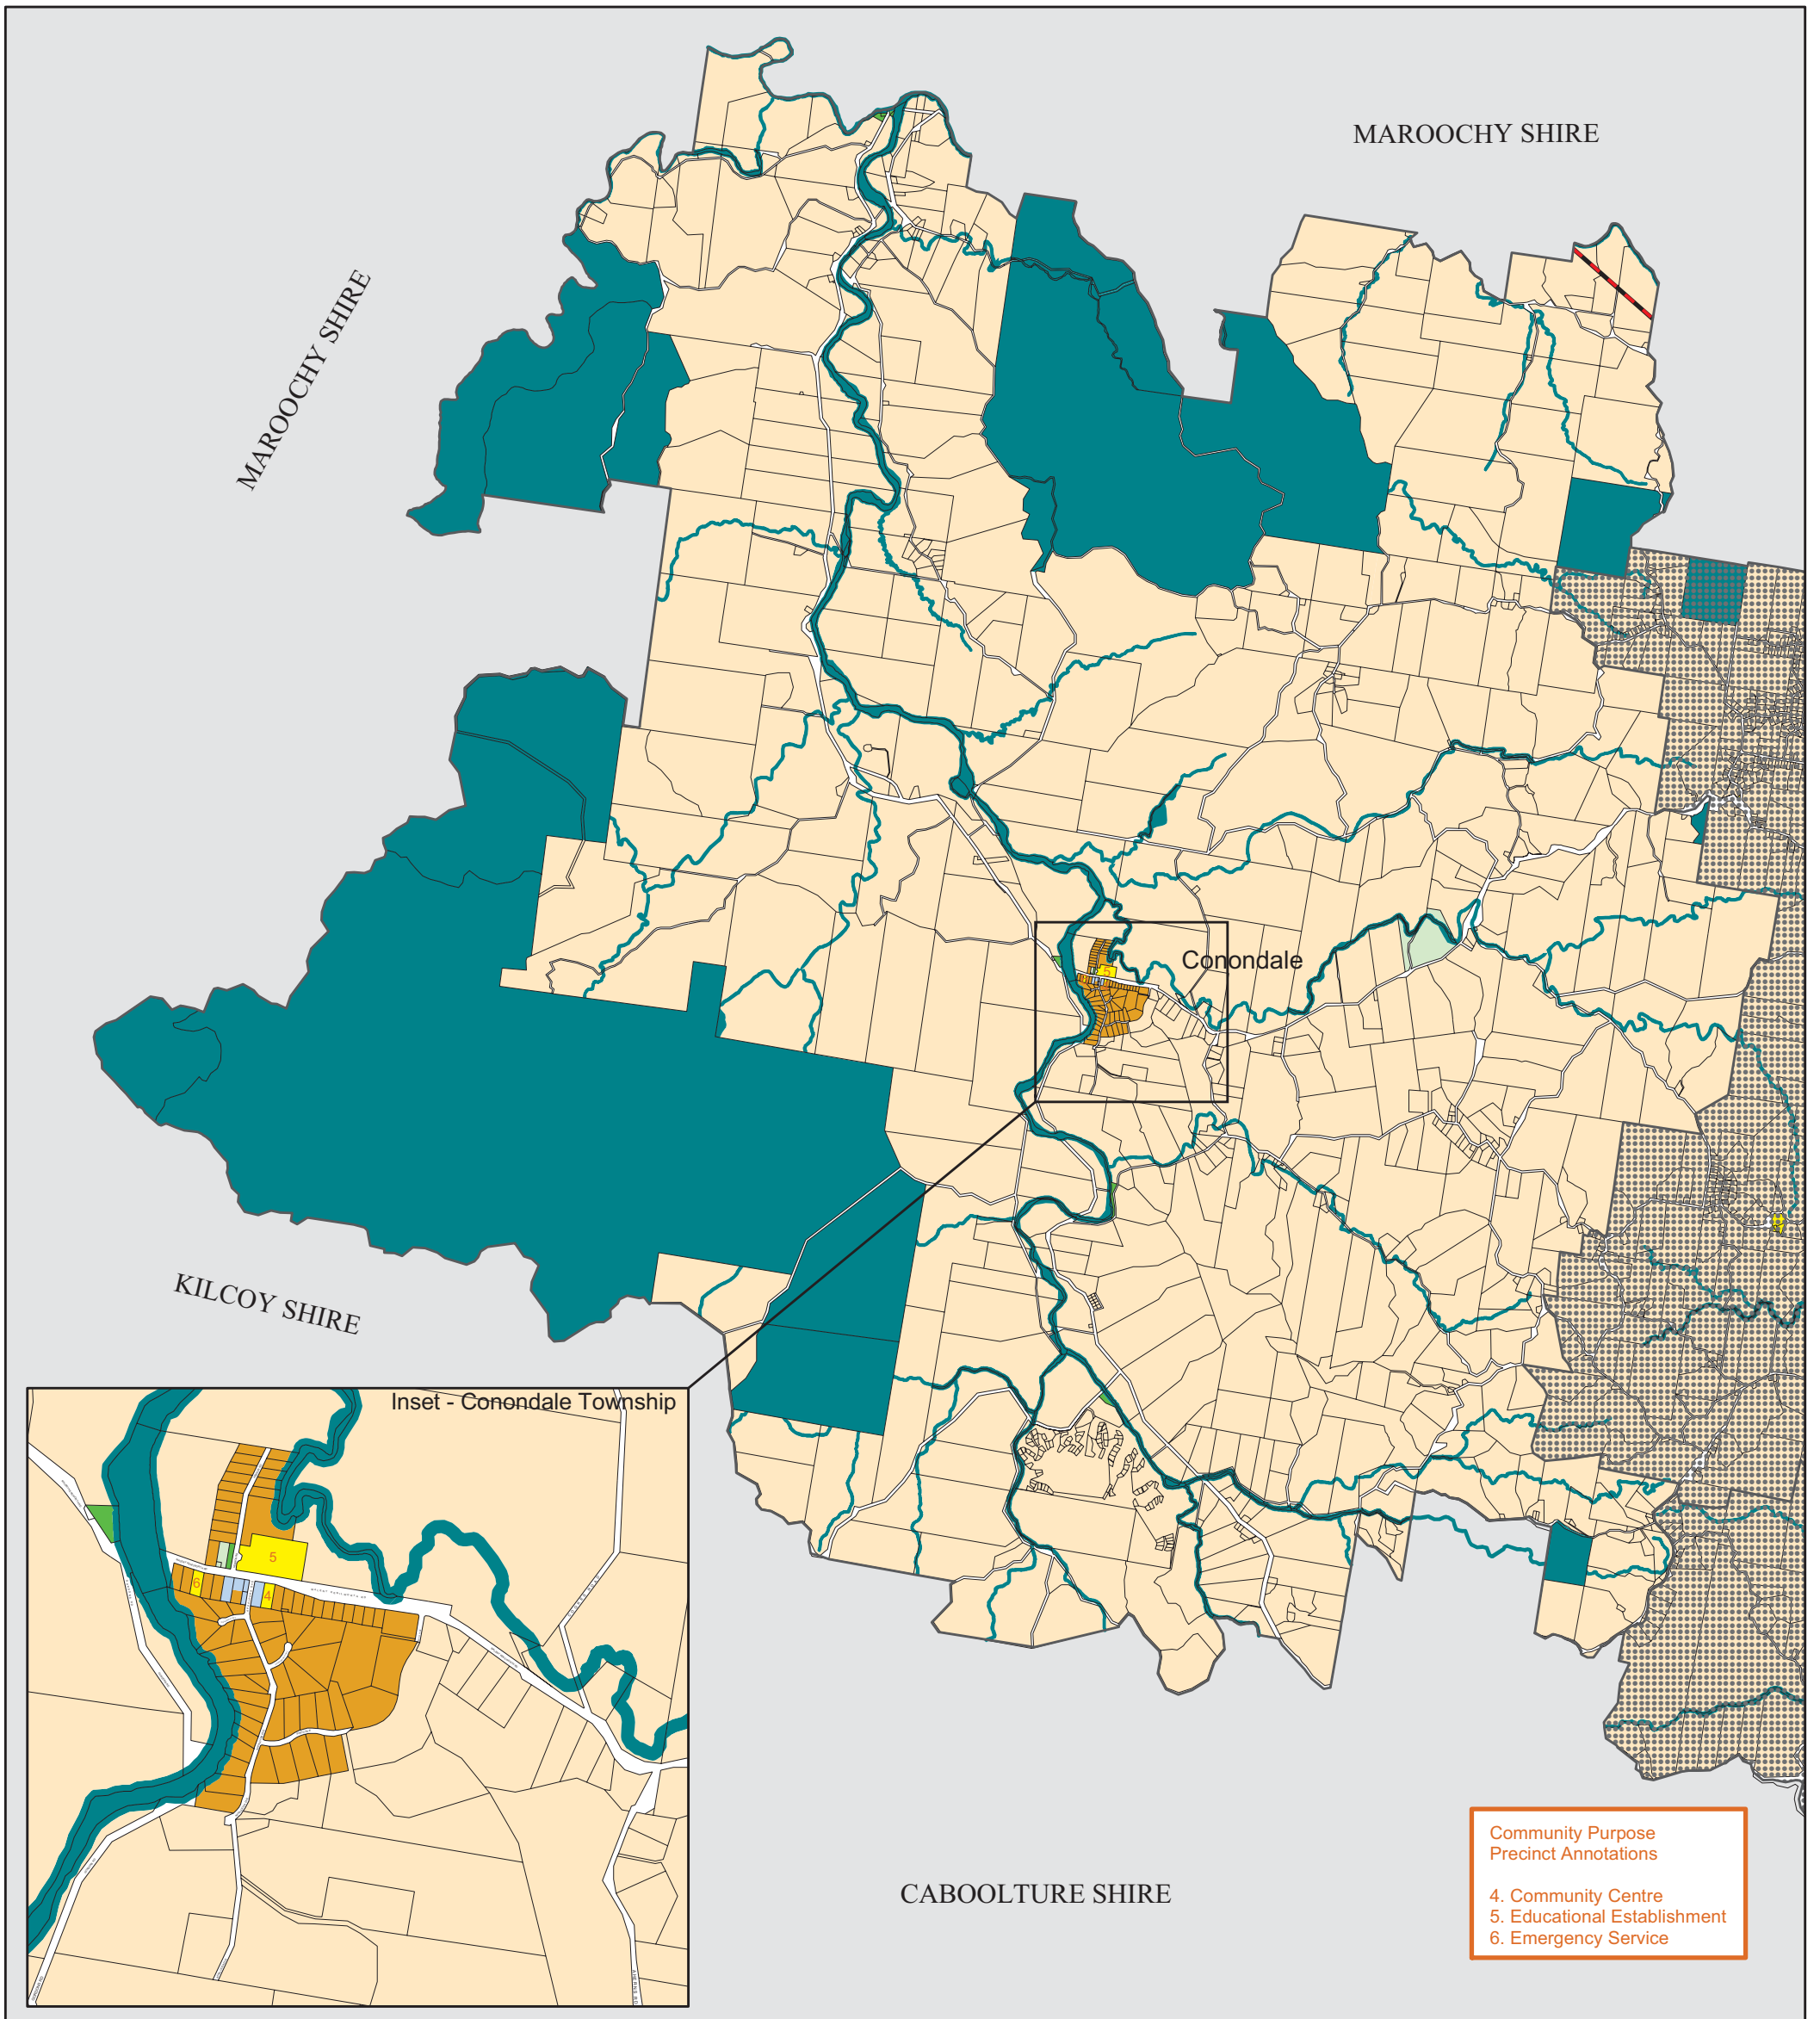 MAROOCHY SHIRE
MAROOCHY SHIRE
5
Conondale
KILCOY SHIRE
Inset - Conondale Township
5
6
4
CABOOLTURE SHIRE
Community Purpose
Precinct Annotations
4. Community Centre
5. Educational Establishment
6. Emergency Service